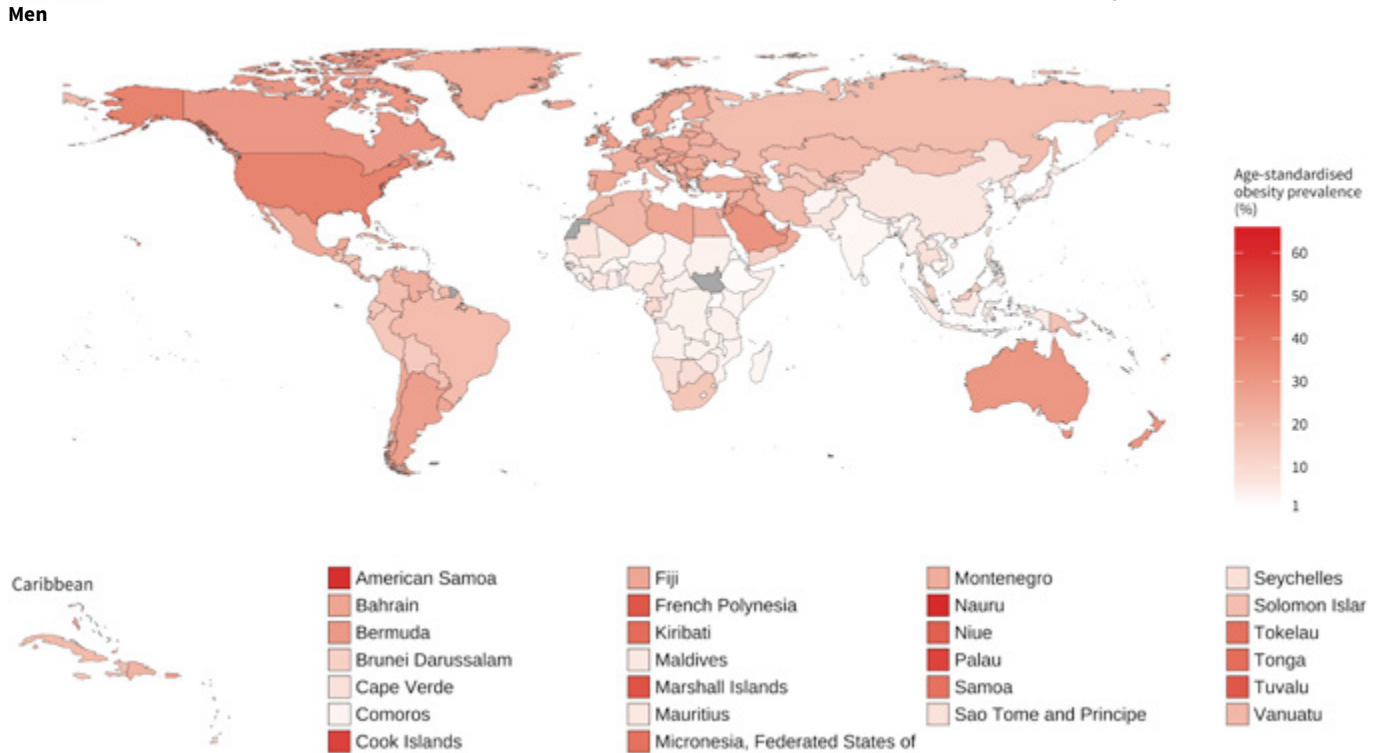 Men
Age-standardised
obesity prevalence
(%)
60
50
40
30
20
10
1
Caribbean
American Samoa
Bahrain
Bermuda
Brunei Darussalam
Cape Verde
Comoros
Cook Islands
Fiji
French Polynesia
Kiribati
Maldives
Marshall Islands
Mauritius
Micronesia, Federated States of
Montenegro
Nauru
Niue
Palau
Samoa
Sao Tome and Principe
Seychelles
Solomon Islar
Tokelau
Tonga
Tuvalu
Vanuatu